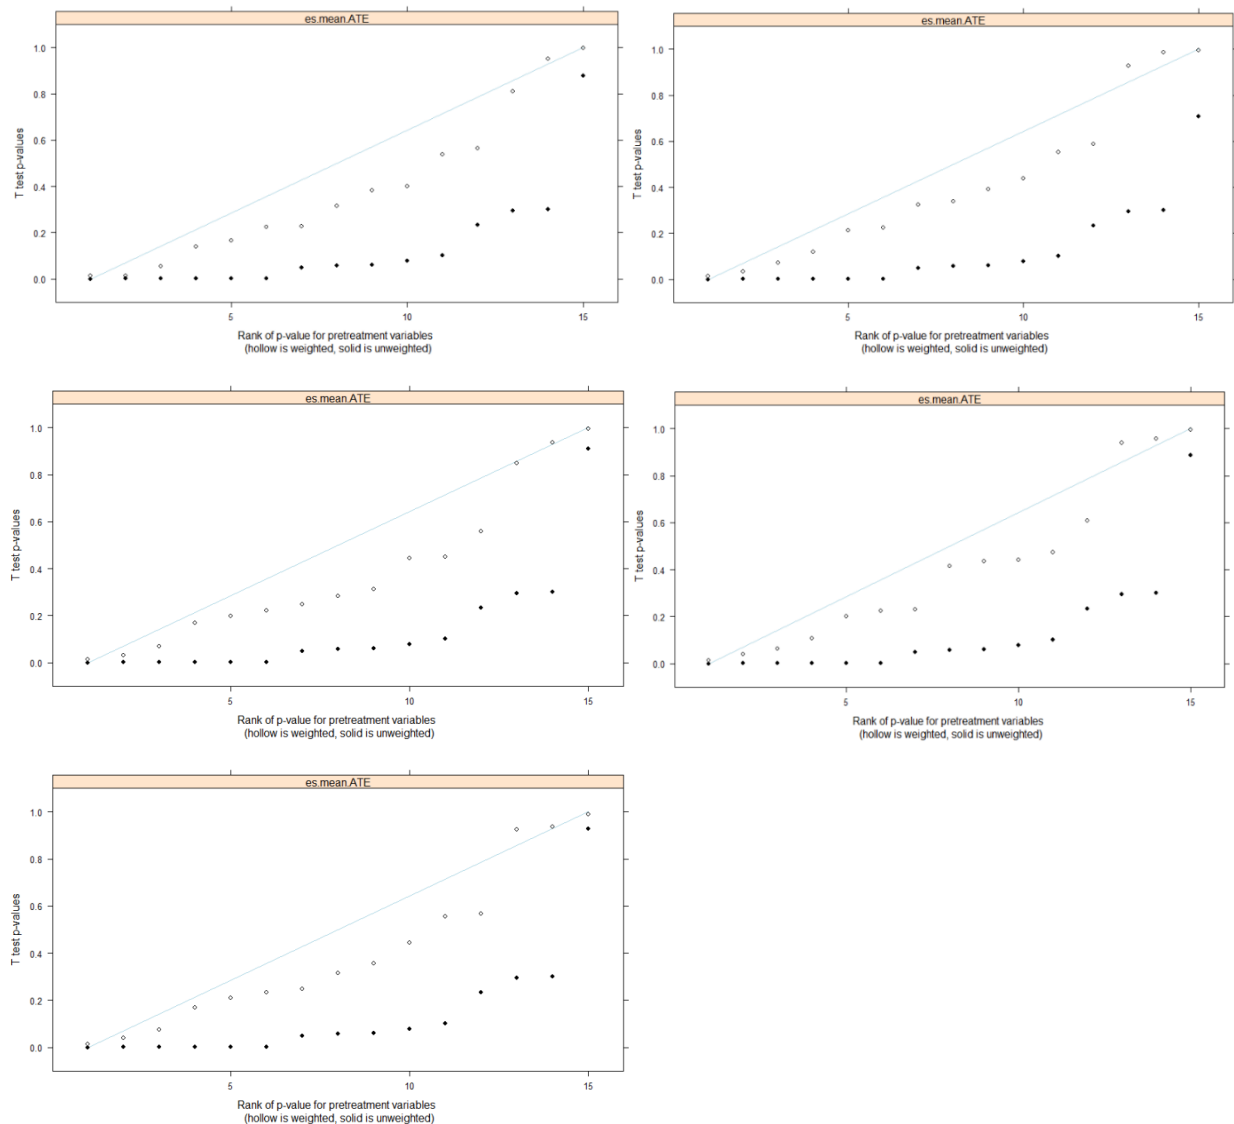 es.mean.ATE
1.0
0.8
0.6
0.4
0.2
0.0
T test p-values
5
10
15
Rank of p-value for pretreatment variables
(hollow is weighted, solid is unweighted)
es.mean.ATE
1.0
0.8
0.6
0.4
0.2
0.0
T test p-values
5
10
15
Rank of p-value for pretreatment variables
(hollow is weighted, solid is unweighted)
es.mean.ATE
1.0
0.8
0.6
0.4
0.2
0.0
T test p-values
5
10
15
Rank of p-value for pretreatment variables
(hollow is weighted, solid is unweighted)
es.mean.ATE
1.0
0.8
0.6
0.4
0.2
0.0
T test p-values
5
10
15
Rank of p-value for pretreatment variables
(hollow is weighted, solid is unweighted)
es.mean.ATE
1.0
0.8
0.6
0.4
0.2
0.0
T test p-values
5
10
15
Rank of p-value for pretreatment variables
(hollow is weighted, solid is unweighted)